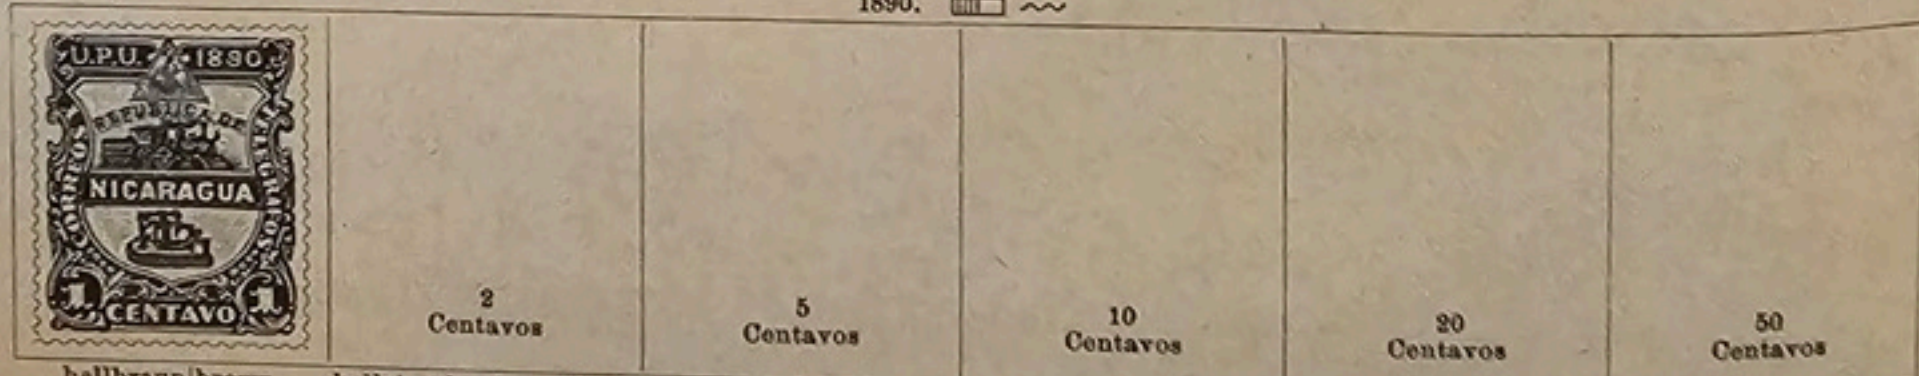 1890.
U.P.U. 1890
REPUBLICA DE
CORREOS
TELEGRAFOS
NICARAGUA
1 CENTAVO 1
2
Centavos
5
Centavos
10
Centavos
20
Centavos
50
Centavos